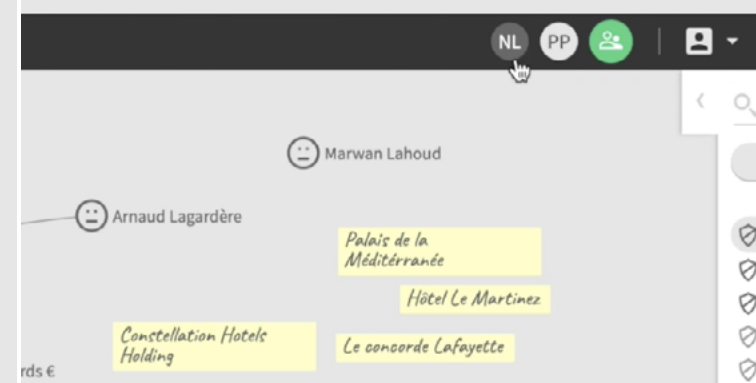 NL PP
Marwan Lahoud
Arnaud Lagardère
Palais de la
Méditérranée
Hôtel Le Martinez
Constellation Hotels
Holding
Le concorde Lafayette
rds €